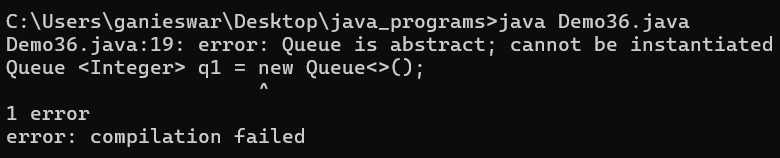 C:\Users\ganieswar\Desktop\java_programs>java Demo36.java
Demo36.java:19: error: Queue is abstract; cannot be instantiated
Queue <Integer> q1 = new Queue<>();
^
1 error
error: compilation failed